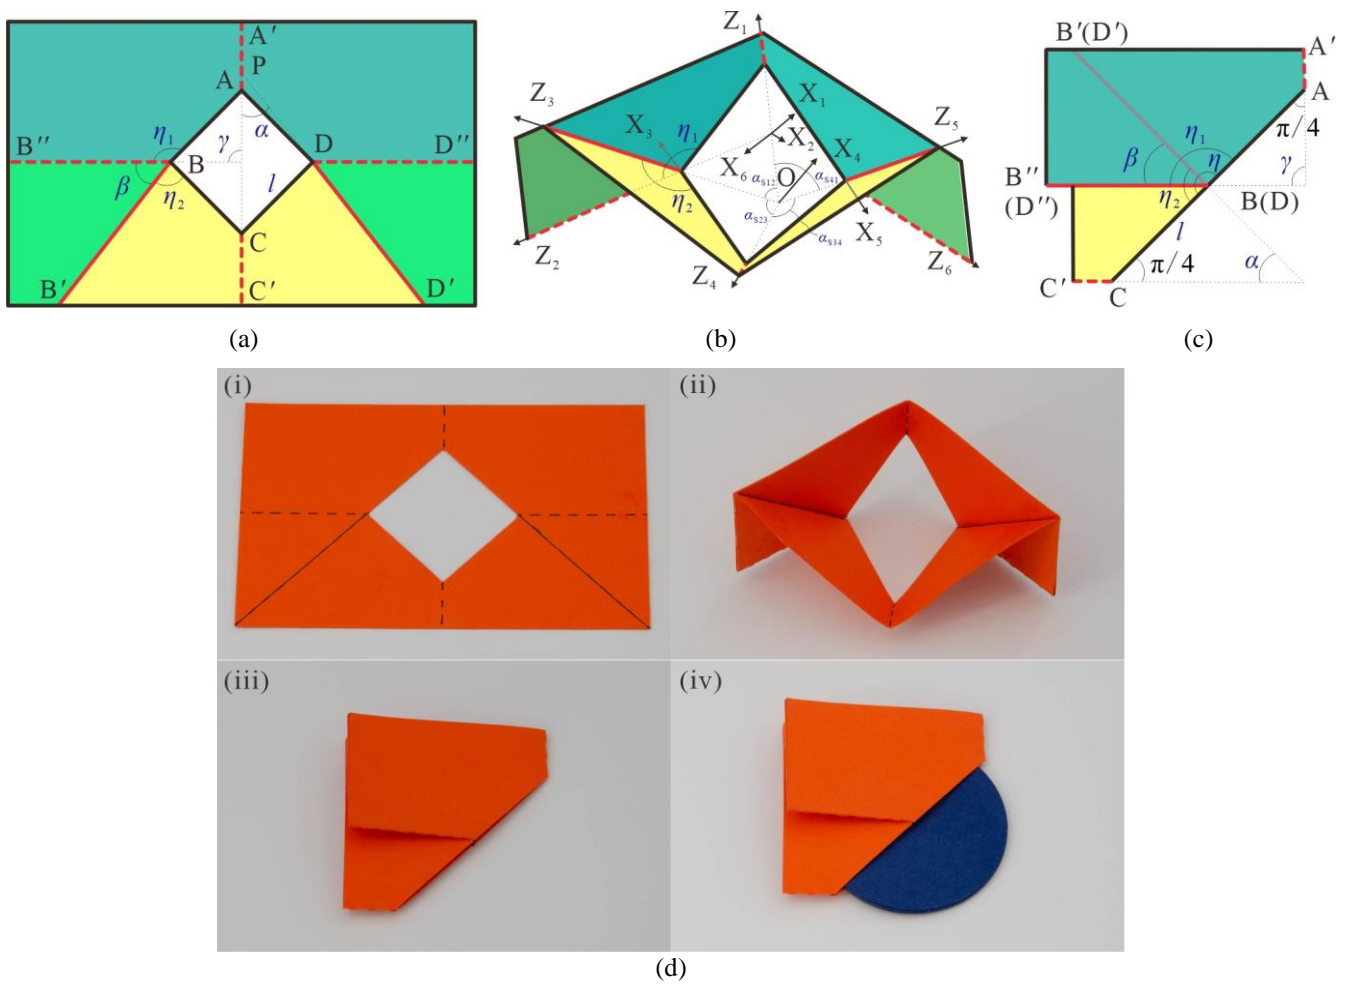 A′
P
A
α
B″
η₁
γ
D
D″
B
β
η₂
l
C
B′
C′
D′
(a)
Z₁
Z₃
X₁
X₃
η₁
X₂
Z₅
X₆
X₄
O
αS12
αS41
η₂
αS23
X₅
αS34
Z₂
Z₄
Z₆
(b)
B′(D′)
A′
A
π/4
η₁
β
η
γ
B″
(D″)
η₂
B(D)
l
π/4
α
C′
C
(c)
(i)
(ii)
(iii)
(iv)
(d)